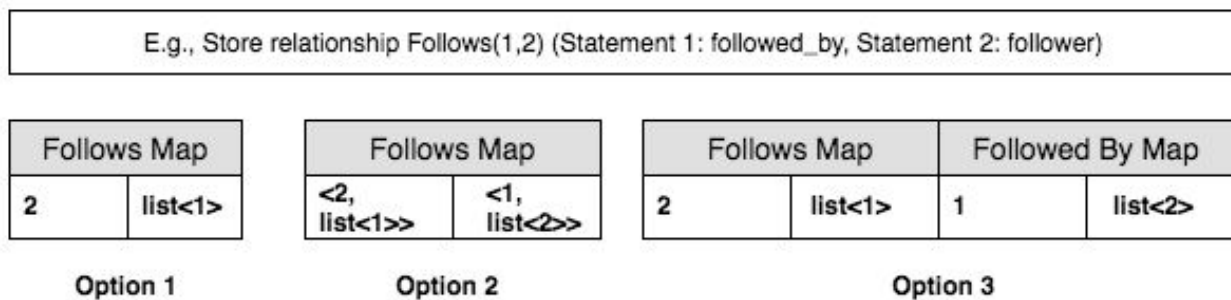 E.g., Store relationship Follows(1,2) (Statement 1: followed_by, Statement 2: follower)
Follows Map
2
list<1>
Option 1
Follows Map
<2,
list<1>>
<1,
list<2>>
Option 2
Follows Map
Followed By Map
2
list<1>
1
list<2>
Option 3